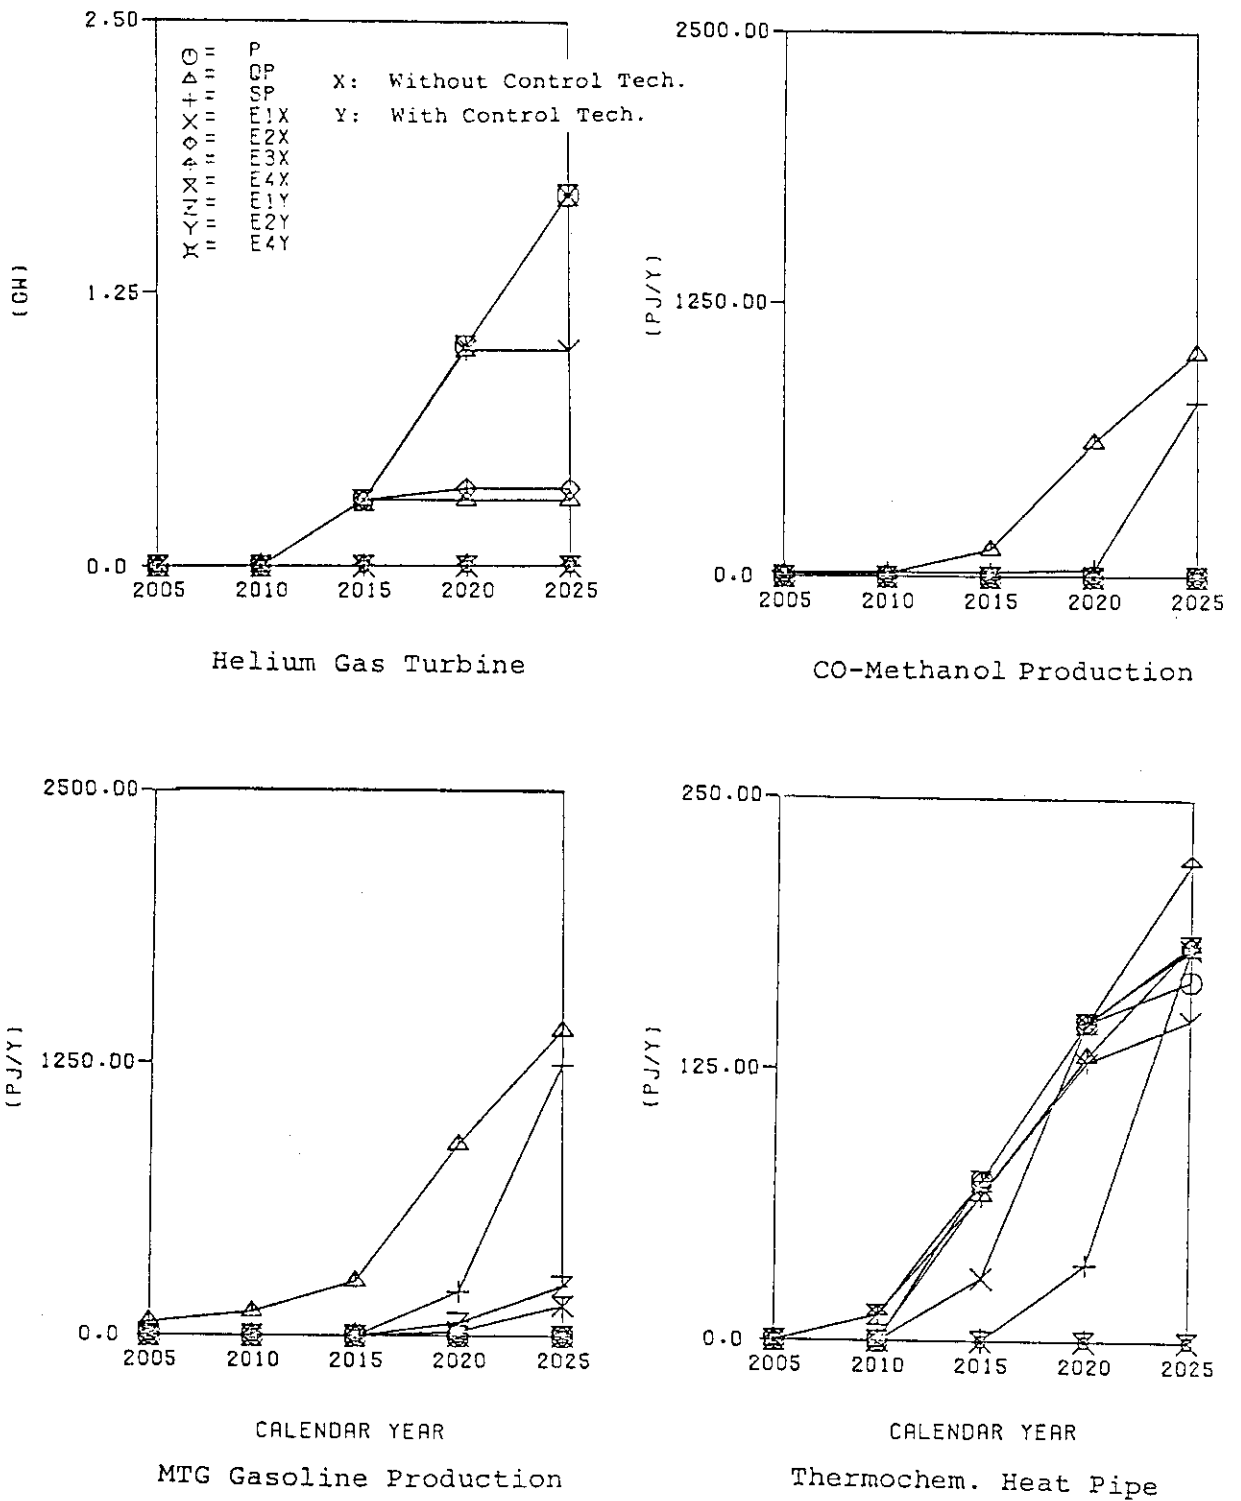 2.50
1.25
0.0
(GW)
= P
= OP
= SP
= E1X
= E2X
= E3X
= E4X
= E1Y
= E2Y
= E4Y
X: Without Control Tech.
Y: With Control Tech.
2005 2010 2015 2020 2025
Helium Gas Turbine
2500.00
1250.00
0.0
(PJ/Y)
2005 2010 2015 2020 2025
CO-Methanol Production
2500.00
1250.00
0.0
(PJ/Y)
2005 2010 2015 2020 2025
CALENDAR YEAR
MTG Gasoline Production
250.00
125.00
0.0
(PJ/Y)
2005 2010 2015 2020 2025
CALENDAR YEAR
Thermochem. Heat Pipe